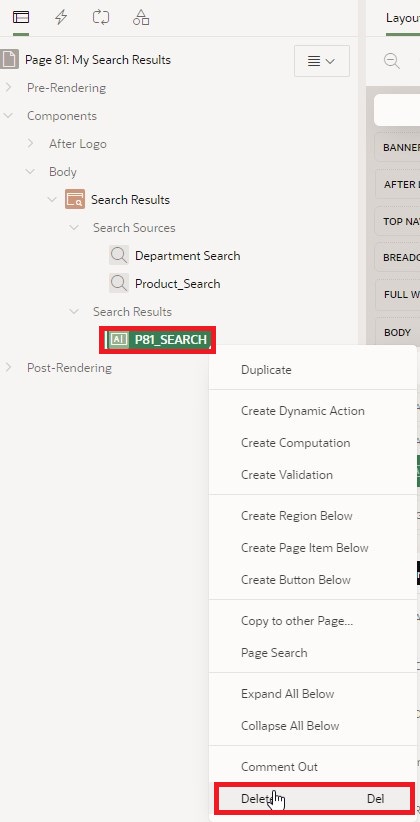 Layou
Page 81: My Search Results
Pre-Rendering
Components
After Logo
Body
Search Results
Search Sources
Department Search
Product_Search
Search Results
P81_SEARCH
Post-Rendering
BANNER
AFTER L
TOP NA
BREADC
FULL W
BODY
Duplicate
Create Dynamic Action
Create Computation
Create Validation
Create Region Below
Create Page Item Below
Create Button Below
Copy to other Page...
Page Search
Expand All Below
Collapse All Below
Comment Out
Delete Del